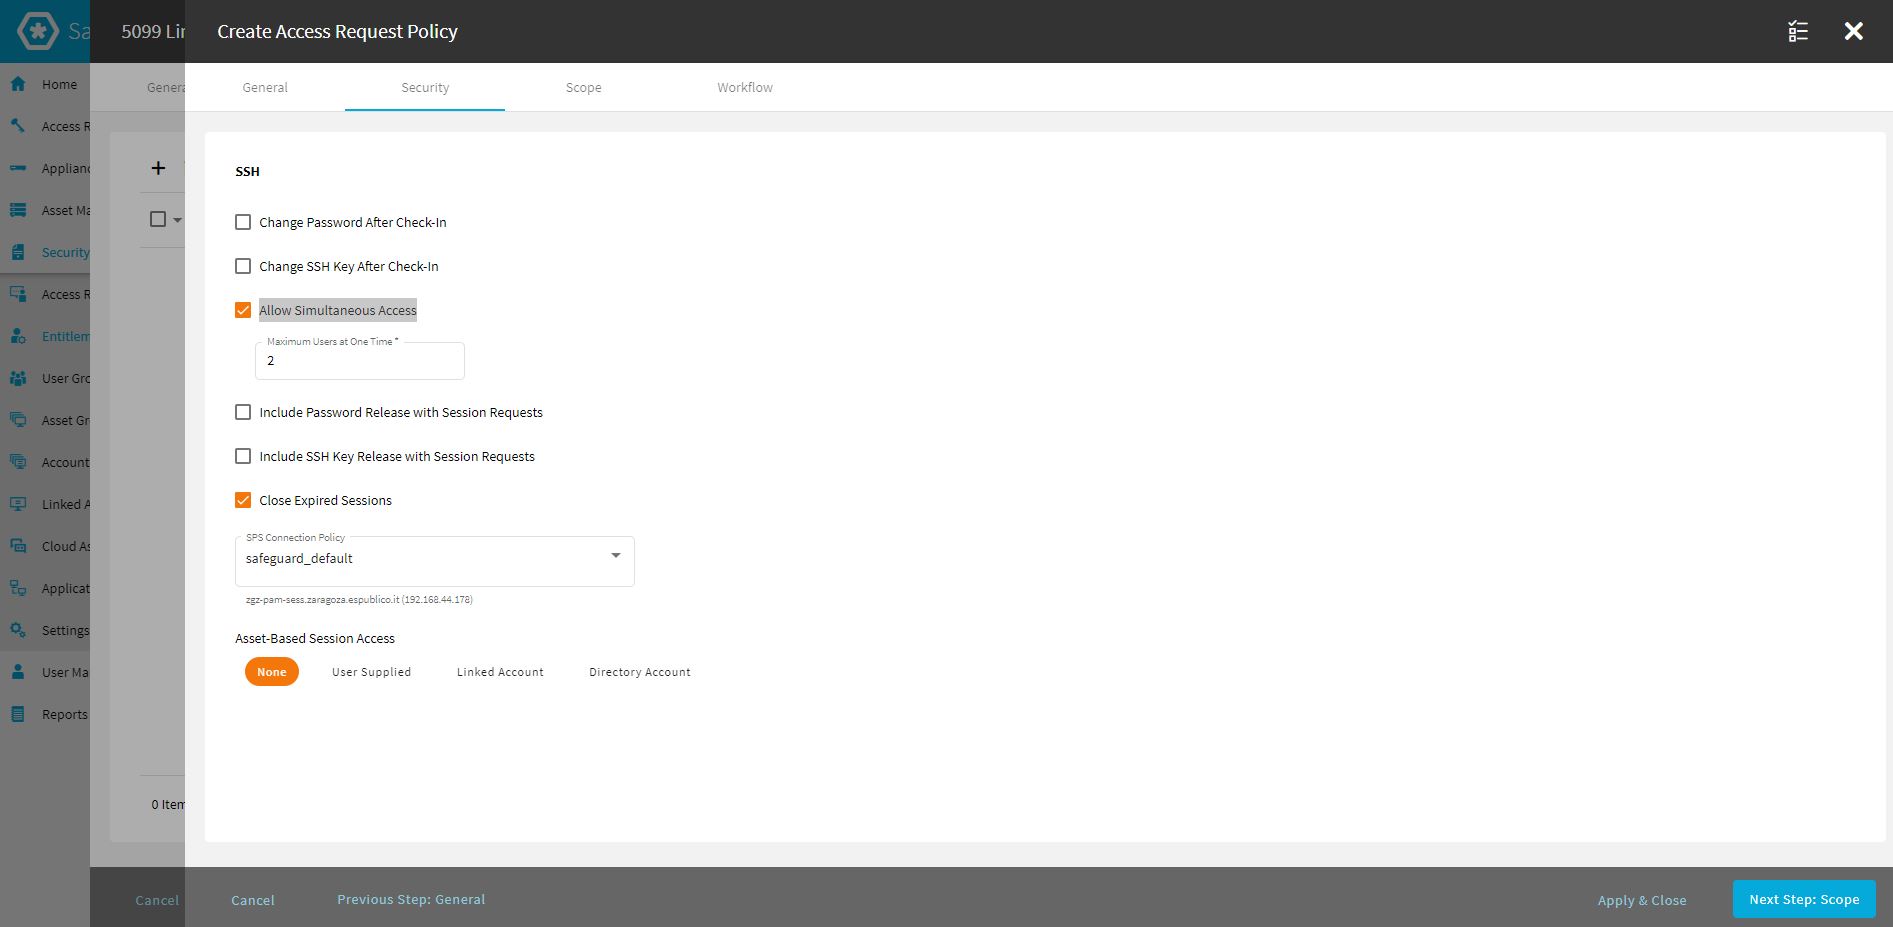 Sa
5099 Lin
Create Access Request Policy
Home
Access R
Applianc
Asset Ma
Security
Access R
Entitlem
User Gro
Asset Gr
Account
Linked A
Cloud As
Applicat
Settings
User Ma
Reports
Genera
0 Item
Cancel
General
Security
Scope
Workflow
SSH
Change Password After Check-In
Change SSH Key After Check-In
Allow Simultaneous Access
Maximum Users at One Time *
2
Include Password Release with Session Requests
Include SSH Key Release with Session Requests
Close Expired Sessions
SPS Connection Policy
safeguard_default
zgz-pam-sess.zaragoza.espublico.it (192.168.44.178)
Asset-Based Session Access
None
User Supplied
Linked Account
Directory Account
Cancel
Previous Step: General
Apply & Close
Next Step: Scope